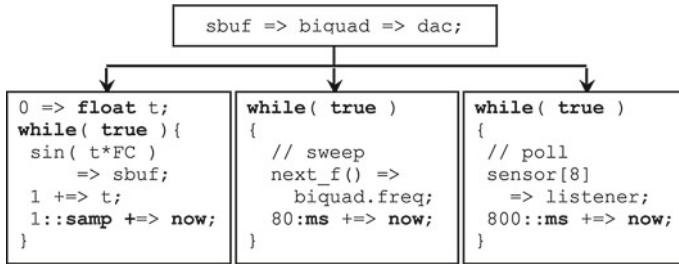 sbuf => biquad => dac;
0 => float t;
while( true ){
sin( t*FC )
=> sbuf;
1 +=> t;
1::samp +=> now;
}
while( true )
{
// sweep
next_f() =>
biquad.freq;
80:ms +=> now;
}
while( true )
{
// poll
sensor[8]
=> listener;
800::ms +=> now;
}